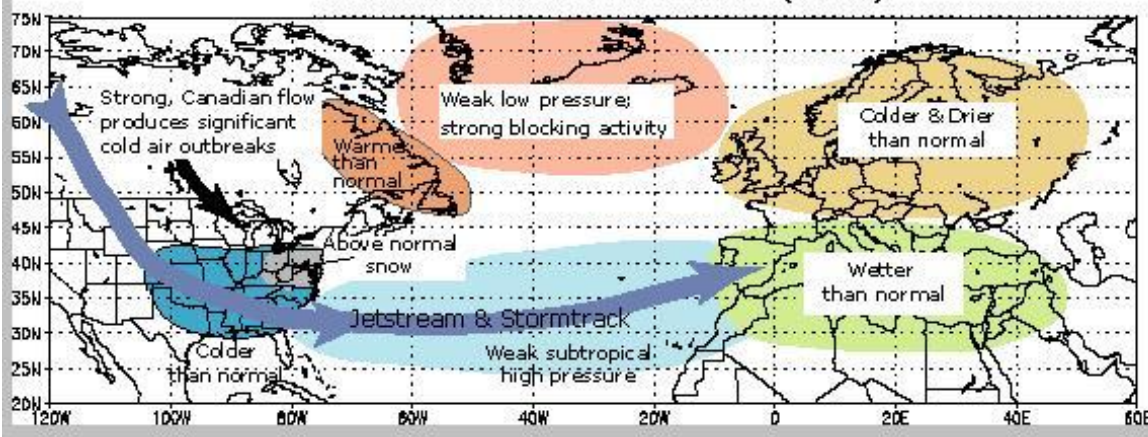 75N
70N
65N
60N
55N
50N
45N
40N
35N
30N
25N
20N
Strong, Canadian flow
produces significant
cold air outbreaks
Warmer
than
normal
Weak low pressure;
strong blocking activity
Colder & Drier
than normal
Above normal
snow
Wetter
than normal
Jetstream & Stormtrack
Colder
than normal
Weak subtropical
high pressure
120W 100W 80W 60W 40W 20W 0 20E 40E 60E